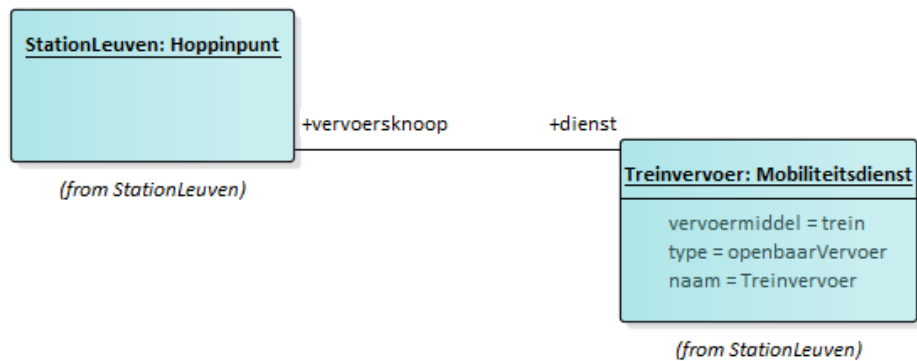 StationLeuven: Hoppinpunt
+vervoersknoop
+dienst
(from StationLeuven)
Treinvervoer: Mobiliteitsdienst
vervoermiddel = trein
type = openbaarVervoer
naam = Treinvervoer
(from StationLeuven)